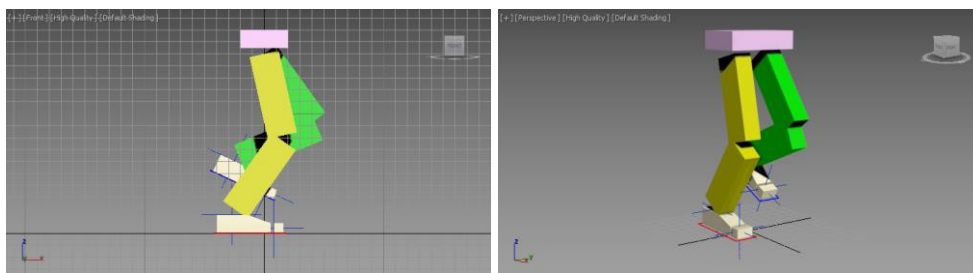 [+] [Front] [High Quality] [Default Shading]
[+] [Perspective] [High Quality] [Default Shading]
z
x
z
y